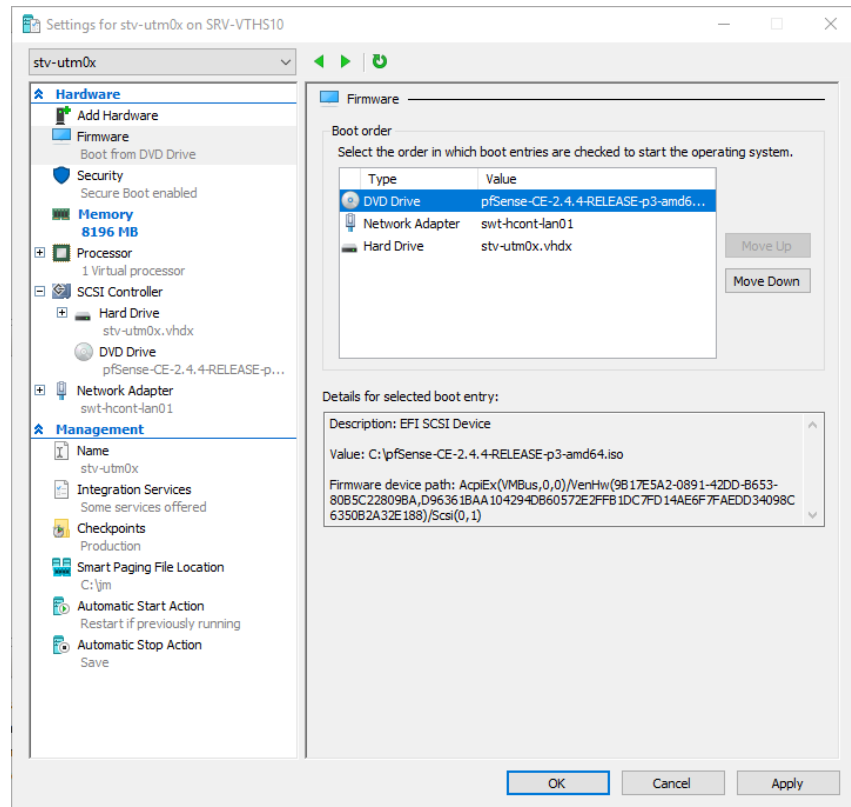 Settings for stv-utm0x on SRV-VTHS10
stv-utm0x
Hardware
Add Hardware
Firmware
Boot from DVD Drive
Security
Secure Boot enabled
Memory
8196 MB
Processor
1 Virtual processor
SCSI Controller
Hard Drive
stv-utm0x.vhdx
DVD Drive
pfSense-CE-2.4.4-RELEASE-p...
Network Adapter
swt-hcont-lan01
Management
Name
stv-utm0x
Integration Services
Some services offered
Checkpoints
Production
Smart Paging File Location
C:\jm
Automatic Start Action
Restart if previously running
Automatic Stop Action
Save
Firmware
Boot order
Select the order in which boot entries are checked to start the operating system.
Type Value
DVD Drive pfSense-CE-2.4.4-RELEASE-p3-amd6...
Network Adapter swt-hcont-lan01
Hard Drive stv-utm0x.vhdx
Move Up
Move Down
Details for selected boot entry:
Description: EFI SCSI Device
Value: C:\pfSense-CE-2.4.4-RELEASE-p3-amd64.iso
Firmware device path: AcpiEx(VMBus,0,0)/VenHw(9B17E5A2-0891-42DD-B653-
80B5C22809BA,D96361BAA104294DB60572E2FFB1DC7FD14AE6F7FAEDD34098C
6350B2A32E188)/Scsi(0,1)
OK Cancel Apply